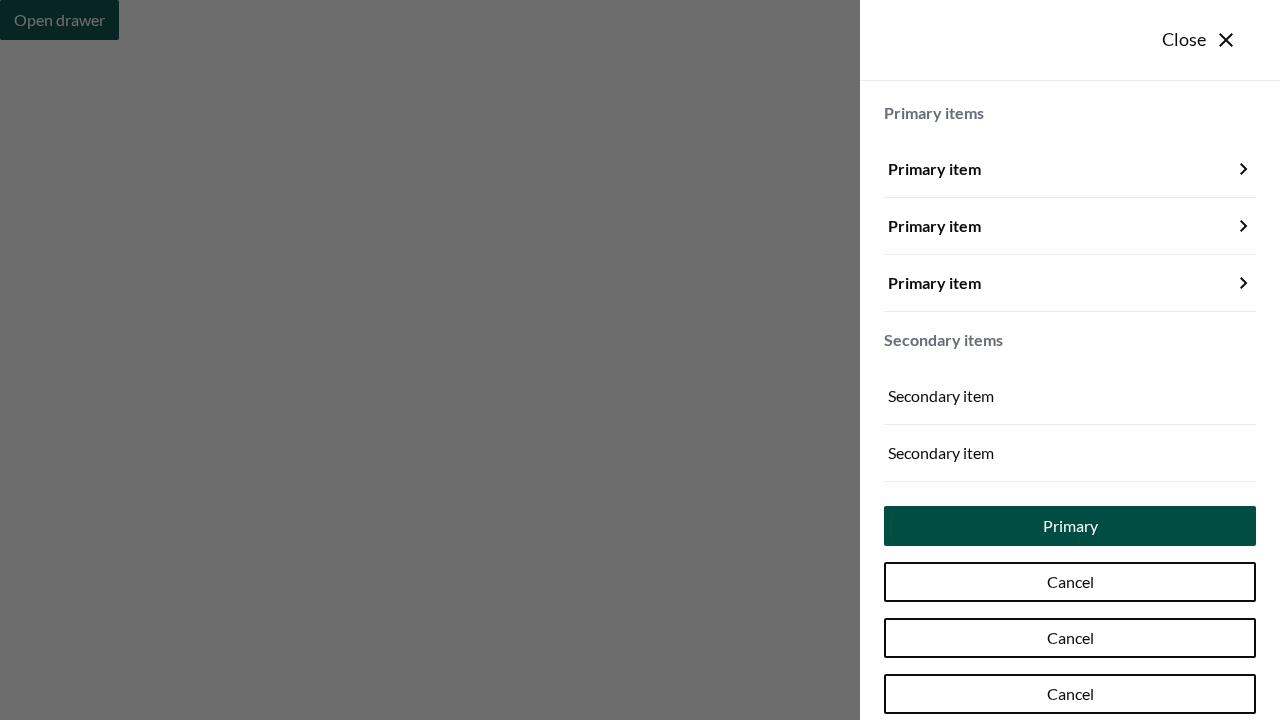 Open drawer
Close
Primary items
Primary item
Primary item
Primary item
Secondary items
Secondary item
Secondary item
Primary
Cancel
Cancel
Cancel